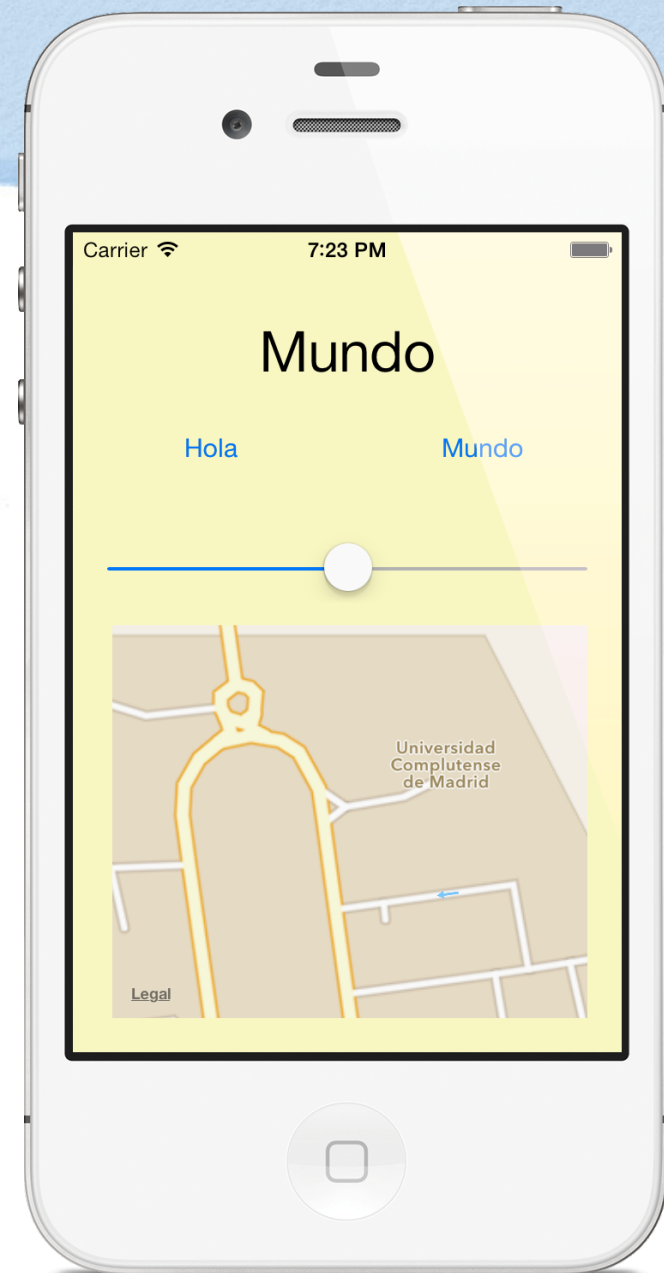 Carrier 7:23 PM
Mundo
Hola Mundo
Universidad
Complutense
de Madrid
Legal